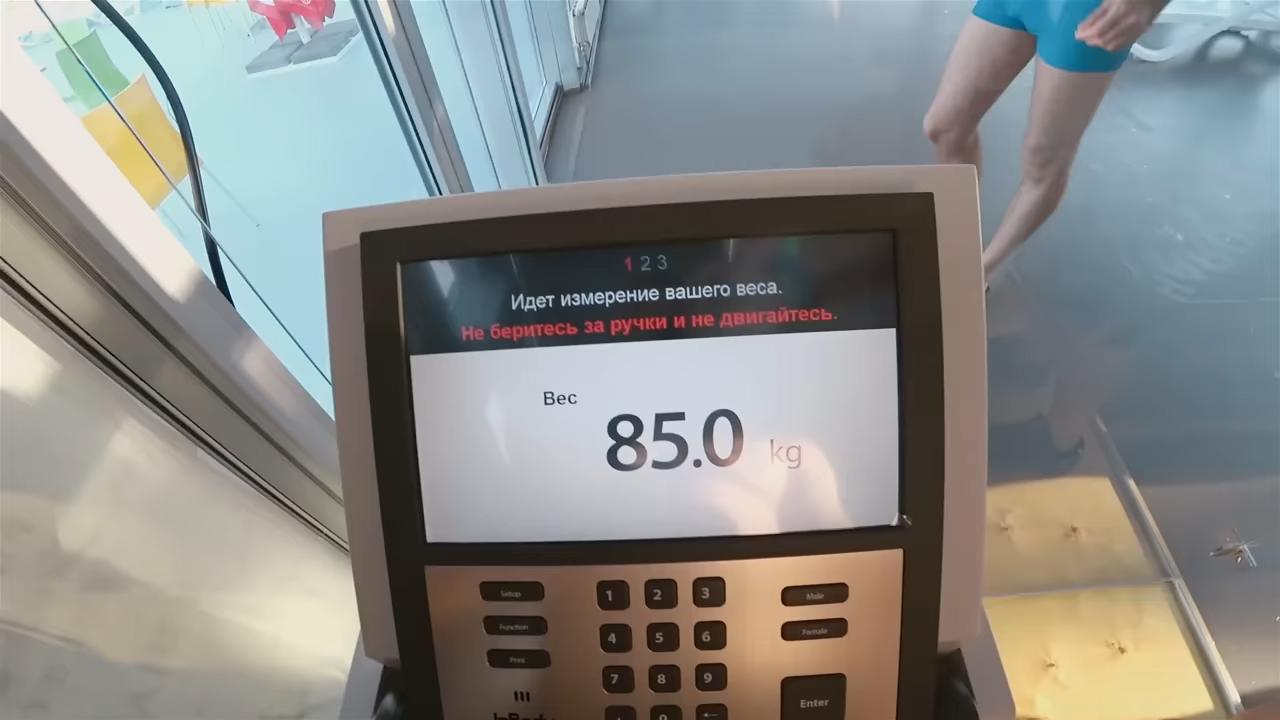 1 2 3
Идет измерение вашего веса.
Не беритесь за ручки и не двигайтесь.
Вес
85.0 kg
Setup 1 2 3 Male
Function 4 5 6 Female
Print 7 8 9
Enter
InBody